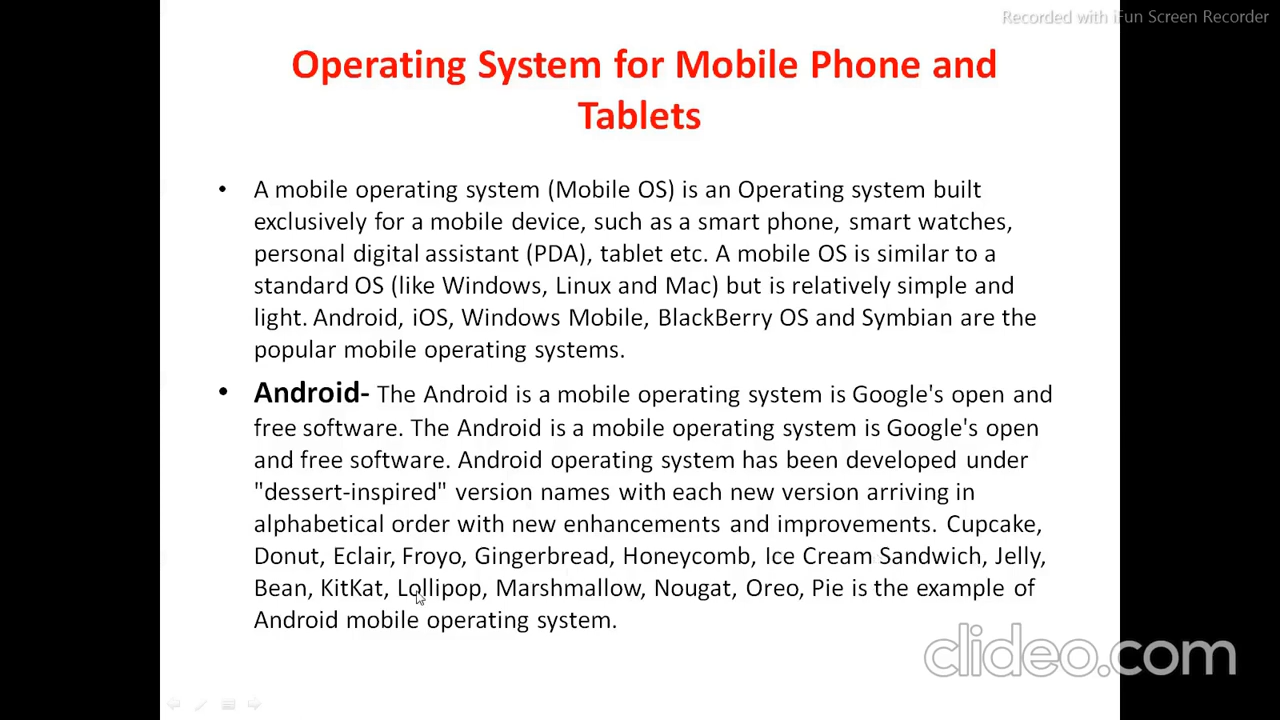 Recorded with iFun Screen Recorder
Operating System for Mobile Phone and
Tablets
• A mobile operating system (Mobile OS) is an Operating system built
exclusively for a mobile device, such as a smart phone, smart watches,
personal digital assistant (PDA), tablet etc. A mobile OS is similar to a
standard OS (like Windows, Linux and Mac) but is relatively simple and
light. Android, iOS, Windows Mobile, BlackBerry OS and Symbian are the
popular mobile operating systems.
• Android- The Android is a mobile operating system is Google's open and
free software. The Android is a mobile operating system is Google's open
and free software. Android operating system has been developed under
"dessert-inspired" version names with each new version arriving in
alphabetical order with new enhancements and improvements. Cupcake,
Donut, Eclair, Froyo, Gingerbread, Honeycomb, Ice Cream Sandwich, Jelly,
Bean, KitKat, Lollipop, Marshmallow, Nougat, Oreo, Pie is the example of
Android mobile operating system.
clideo.com